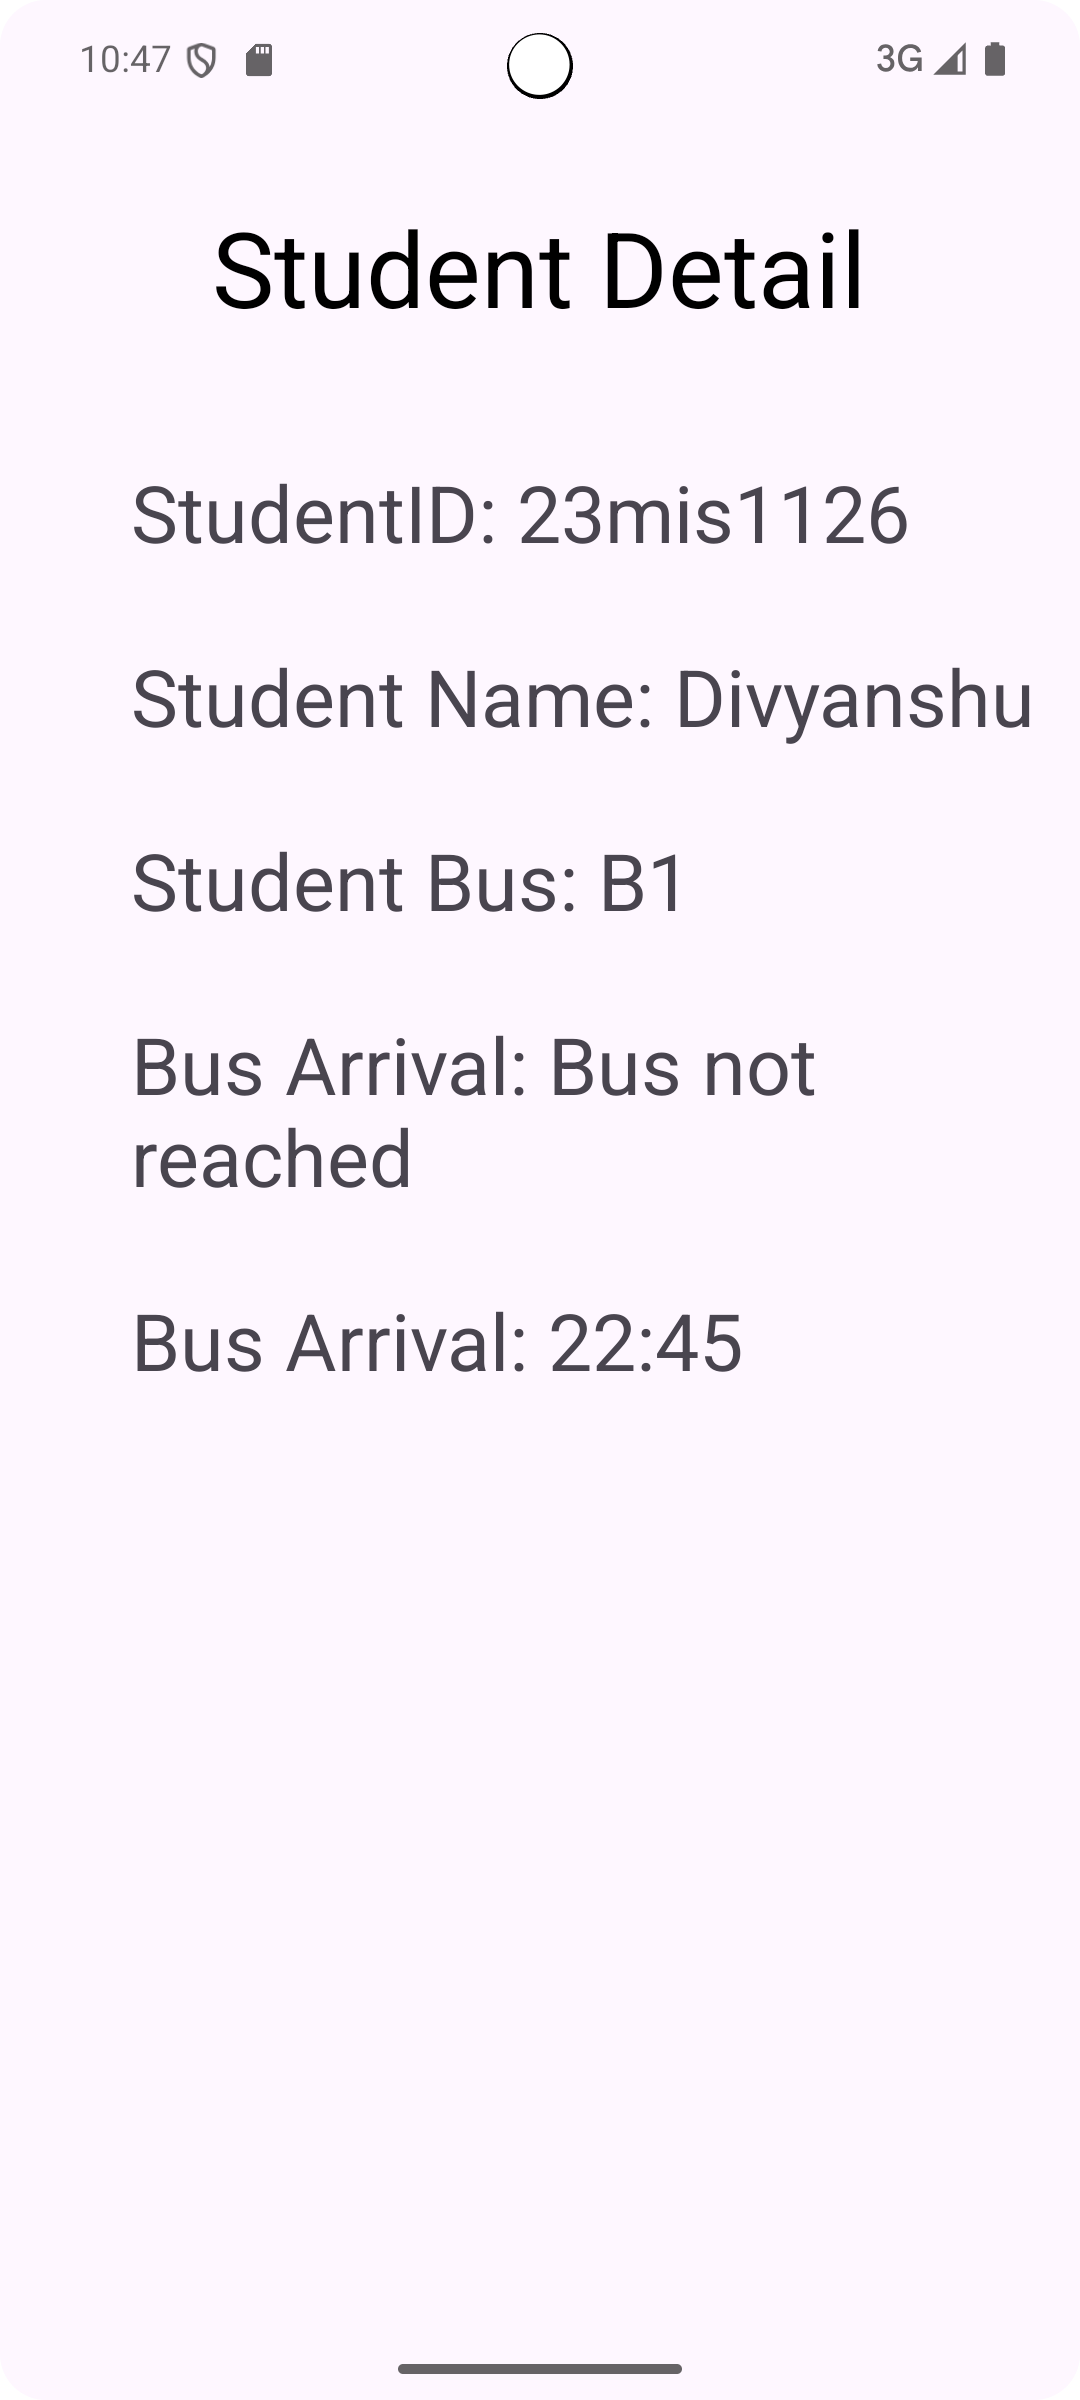 10:47
3G
Student Detail
StudentID: 23mis1126
Student Name: Divyanshu
Student Bus: B1
Bus Arrival: Bus not
reached
Bus Arrival: 22:45